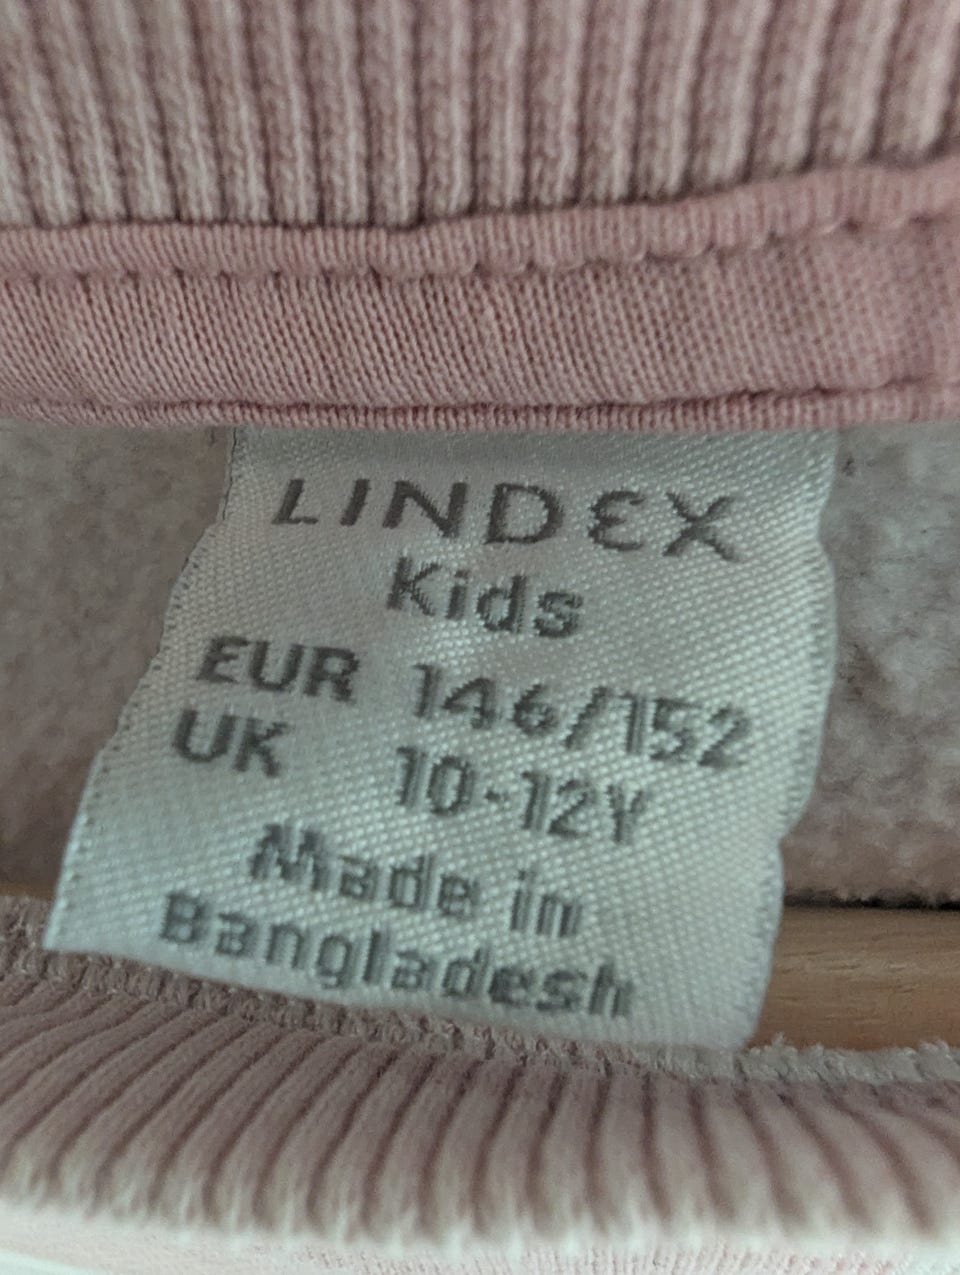 LINDEX
Kids
EUR 146/152
UK 10-12Y
Made in
Bangladesh